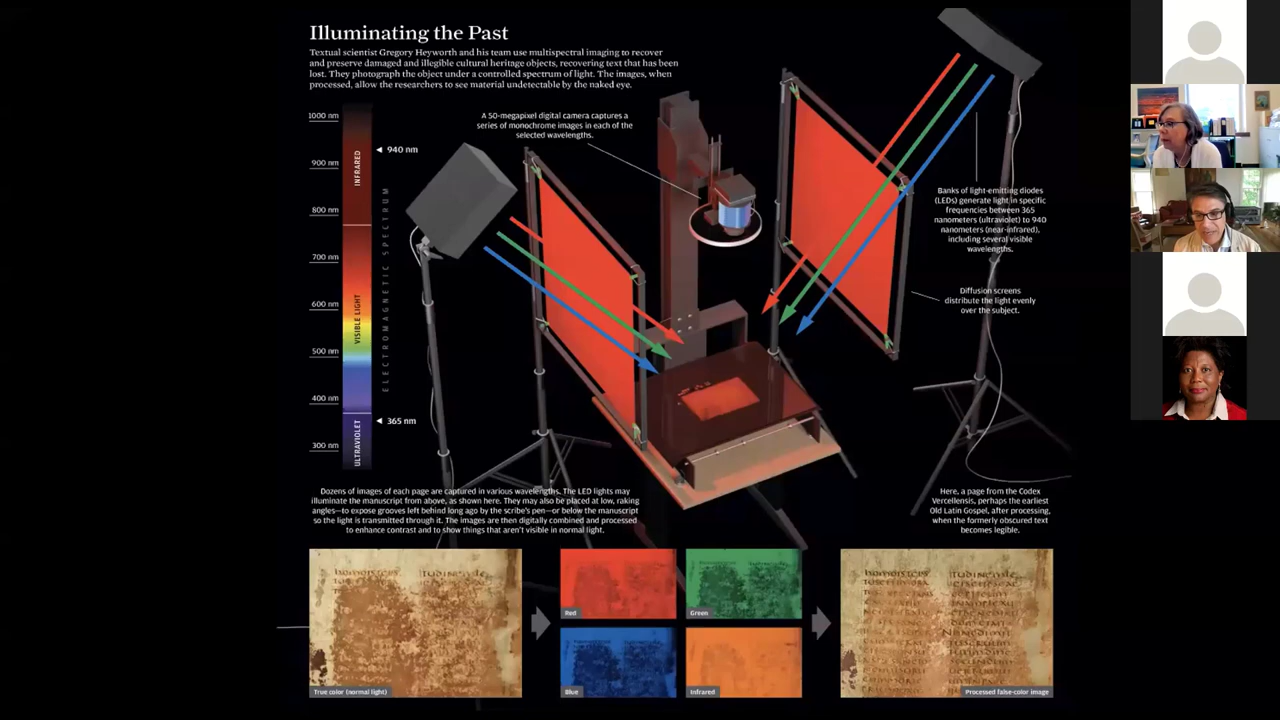 Illuminating the Past
Textual scientist Gregory Heyworth and his team use multispectral imaging to recover
and preserve damaged and illegible cultural heritage objects, recovering text that has been
lost. They photograph the object under a controlled spectrum of light. The images, when
processed, allow the researchers to see material undetectable by the naked eye.
1000 nm
900 nm
800 nm
700 nm
600 nm
500 nm
400 nm
300 nm
INFRARED
VISIBLE LIGHT
ULTRAVIOLET
◄ 940 nm
◄ 365 nm
ELECTROMAGNETIC SPECTRUM
A 50-megapixel digital camera captures a
series of monochrome images in each of the
selected wavelengths.
Banks of light-emitting diodes
(LEDs) generate light in specific
frequencies between 365
nanometers (ultraviolet) to 940
nanometers (near-infrared),
including several visible
wavelengths.
Diffusion screens
distribute the light evenly
over the subject.
Dozens of images of each page are captured in various wavelengths. The LED lights may
illuminate the manuscript from above, as shown here. They may also be placed at low, raking
angles—to expose grooves left behind long ago by the scribe's pen—or below the manuscript
so the light is transmitted through it. The images are then digitally combined and processed
to enhance contrast and to show things that aren't visible in normal light.
Here, a page from the Codex
Vercellensis, perhaps the earliest
Old Latin Gospel, after processing,
when the formerly obscured text
becomes legible.
True color (normal light)
Red
Green
Blue
Infrared
Processed false-color image